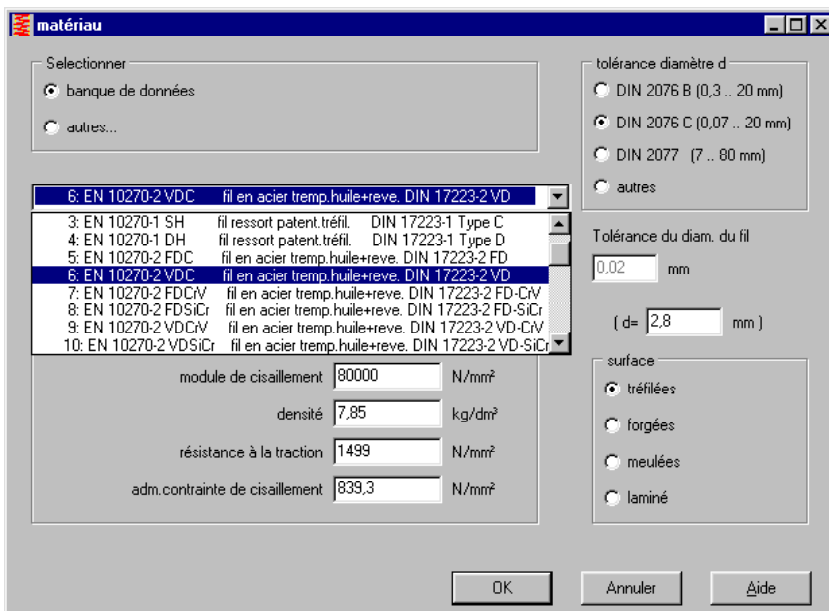 matériau
Selectionner
banque de données
autres...
6: EN 10270-2 VDC fil en acier tremp.huile+reve. DIN 17223-2 VD
3: EN 10270-1 SH fil ressort patent.tréfil. DIN 17223-1 Type C
4: EN 10270-1 DH fil ressort patent.tréfil. DIN 17223-1 Type D
5: EN 10270-2 FDC fil en acier tremp.huile+reve. DIN 17223-2 FD
6: EN 10270-2 VDC fil en acier tremp.huile+reve. DIN 17223-2 VD
7: EN 10270-2 FDCrV fil en acier tremp.huile+reve. DIN 17223-2 FD-CrV
8: EN 10270-2 FDSiCr fil en acier tremp.huile+reve. DIN 17223-2 FD-SiCr
9: EN 10270-2 VDCrV fil en acier tremp.huile+reve. DIN 17223-2 VD-CrV
10: EN 10270-2 VDSiCr fil en acier tremp.huile+reve. DIN 17223-2 VD-SiCr
module de cisaillement 80000 N/mm²
densité 7,85 kg/dm³
résistance à la traction 1499 N/mm²
adm.contrainte de cisaillement 839,3 N/mm²
tolérance diamètre d
DIN 2076 B (0,3 .. 20 mm)
DIN 2076 C (0,07 .. 20 mm)
DIN 2077 (7 .. 80 mm)
autres
Tolérance du diam. du fil
0,02 mm
( d= 2,8 mm )
surface
tréfilées
forgées
meulées
laminé
OK Annuler Aide